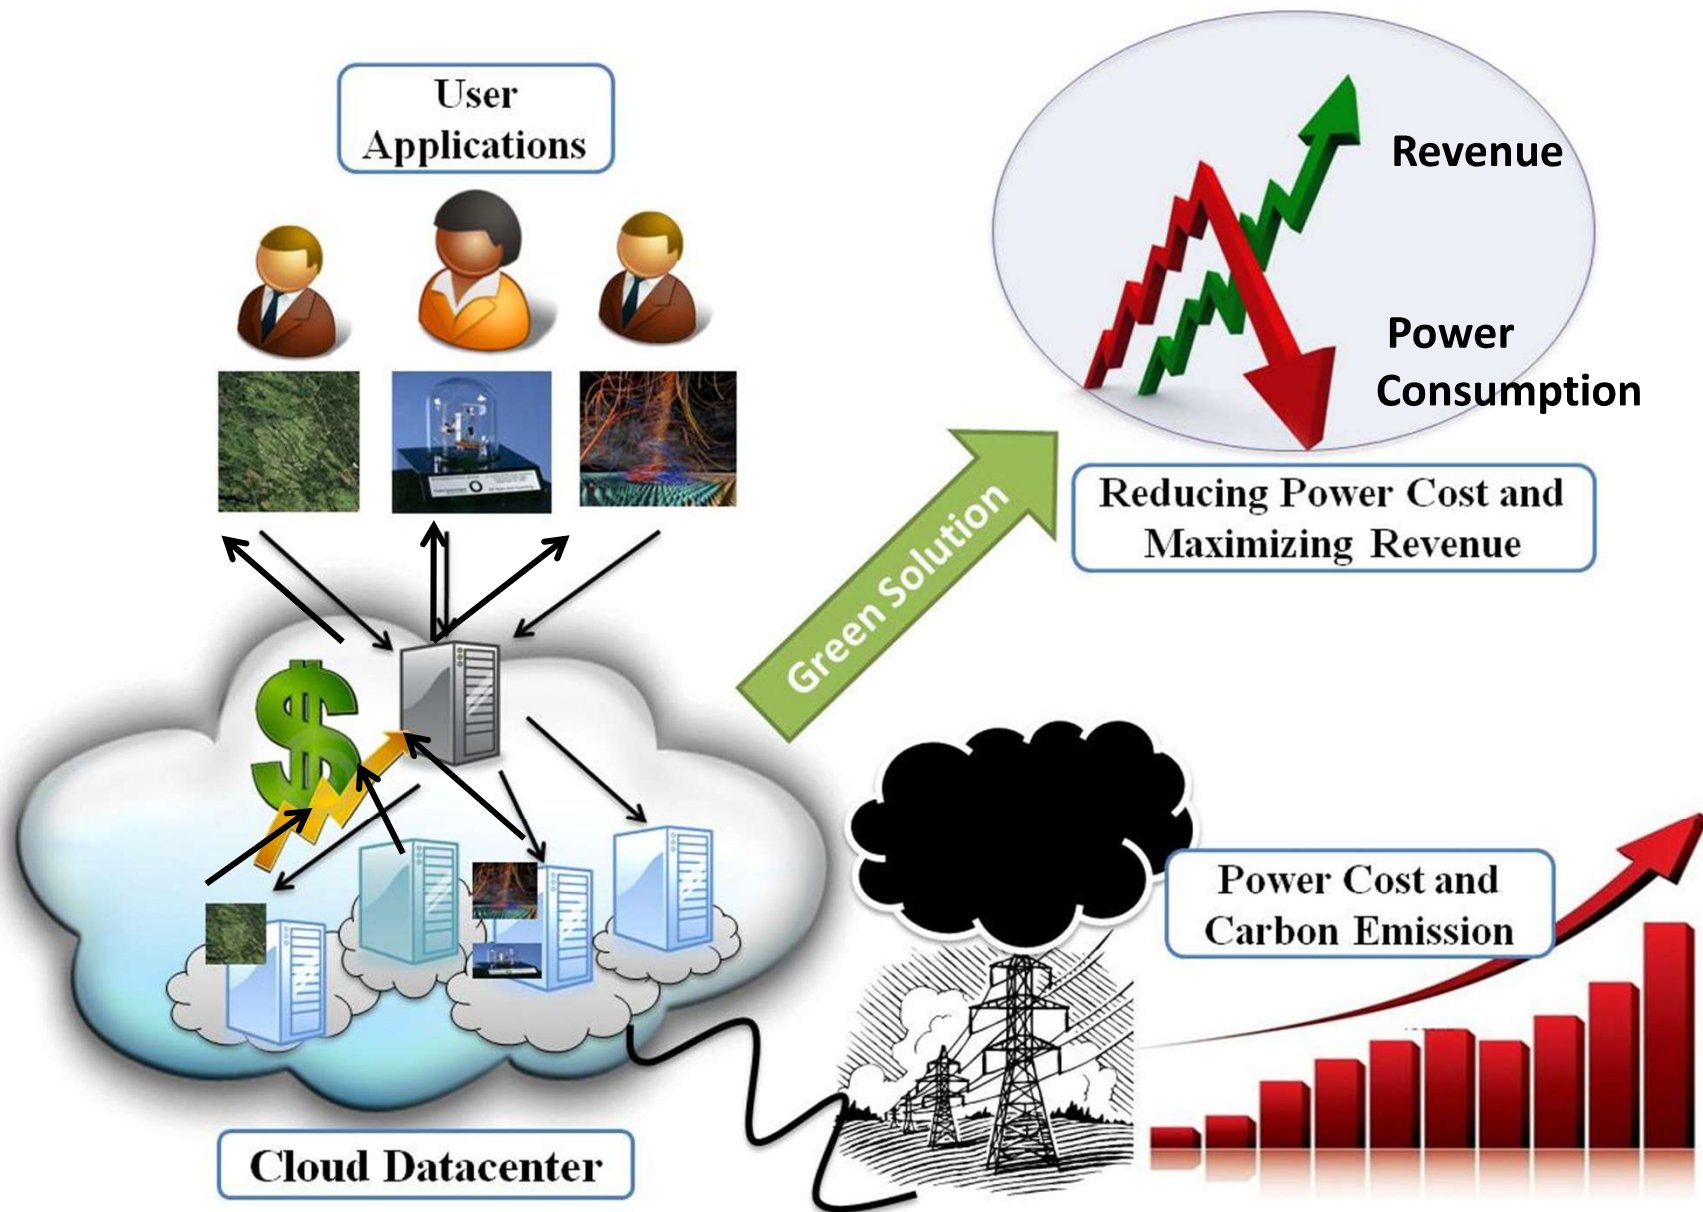 User
Applications
Revenue
Power
Consumption
Reducing Power Cost and
Maximizing Revenue
Green Solution
Power Cost and
Carbon Emission
Cloud Datacenter